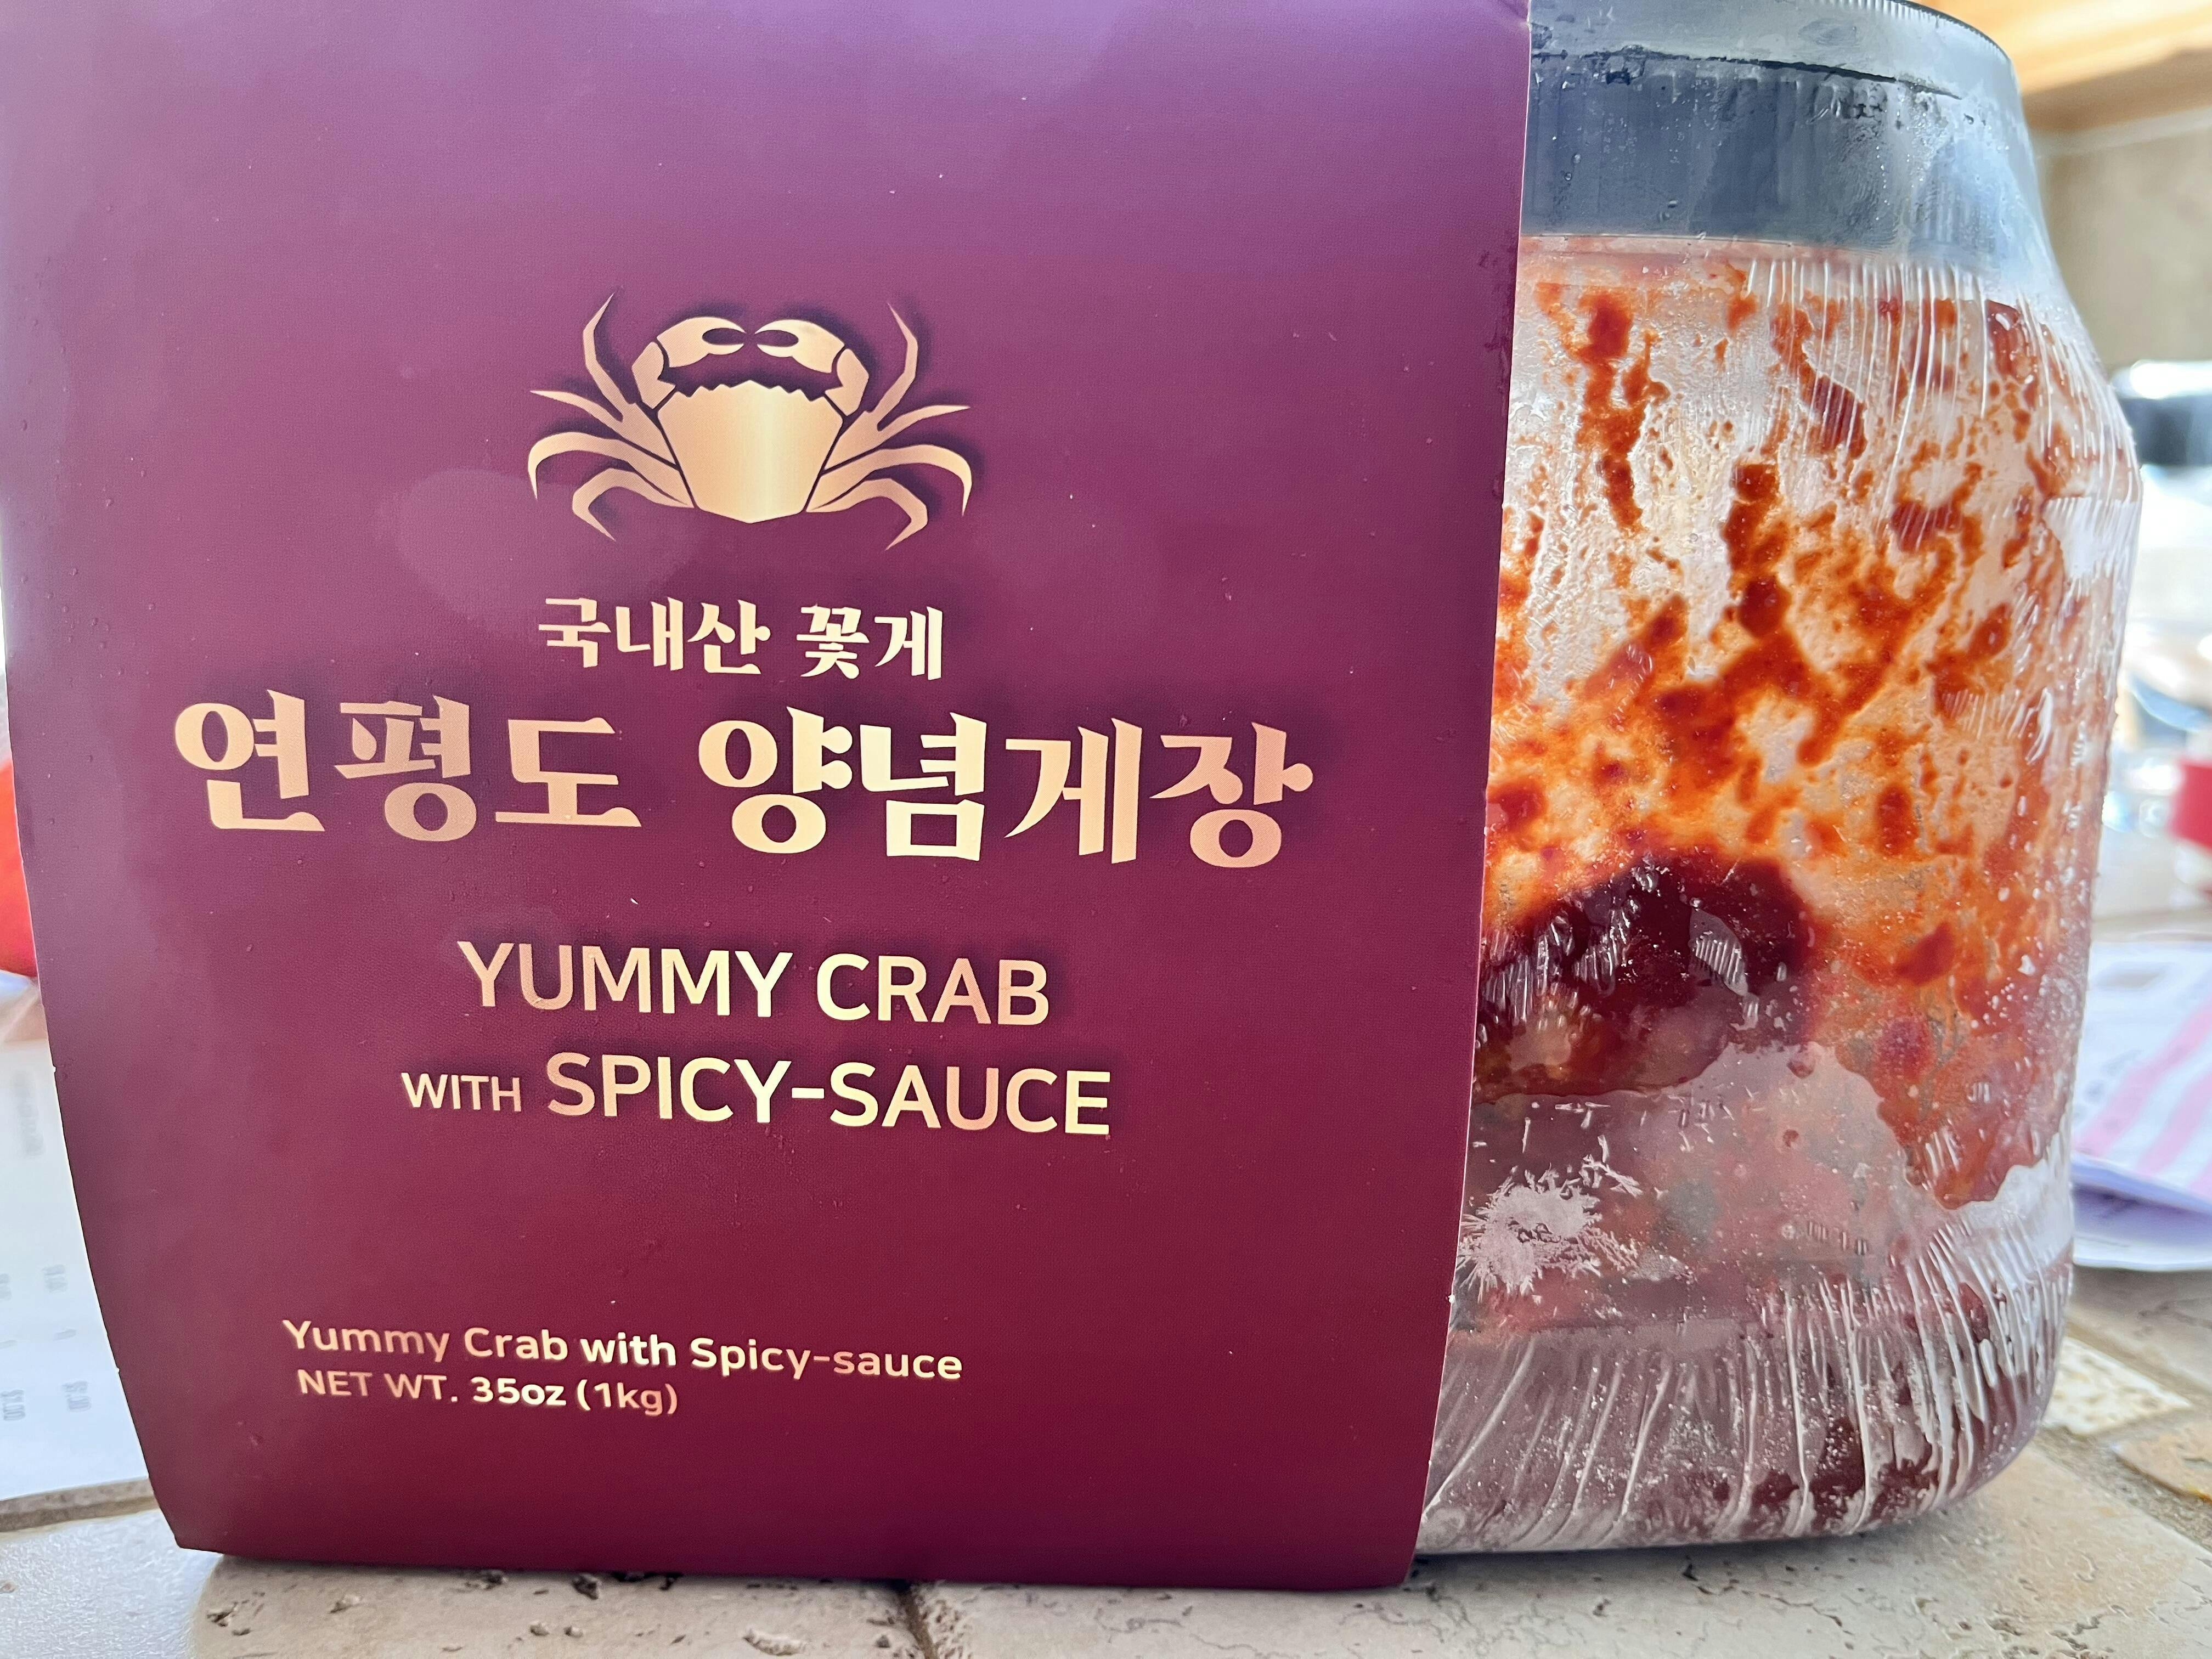 국내산 꽃게
연평도 양념게장
YUMMY CRAB
WITH SPICY-SAUCE
Yummy Crab with Spicy-sauce
NET WT. 35oz (1kg)